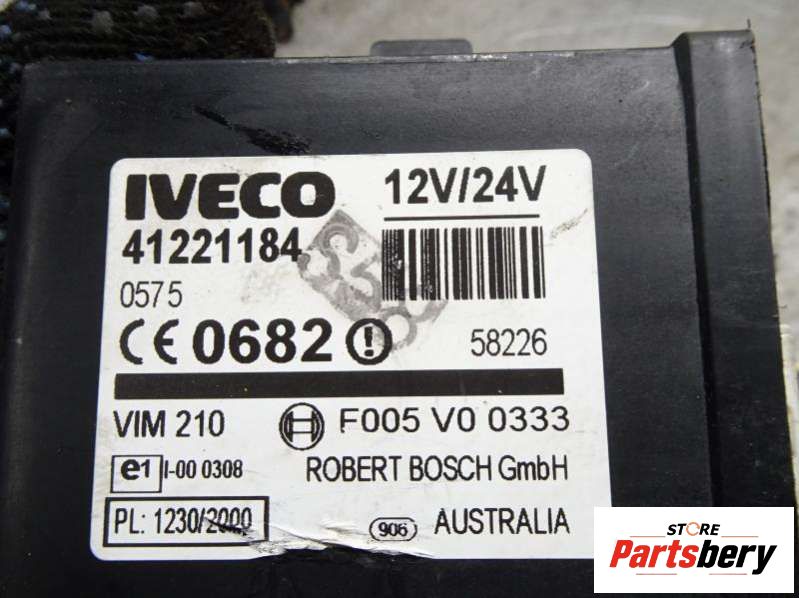 IVECO 12V/24V
41221184
0575
CE 0682 58226
VIM 210 F005 V0 0333
e1 I-00 0308 ROBERT BOSCH GmbH
PL: 1230/2000 906 AUSTRALIA
STORE
Partsbery